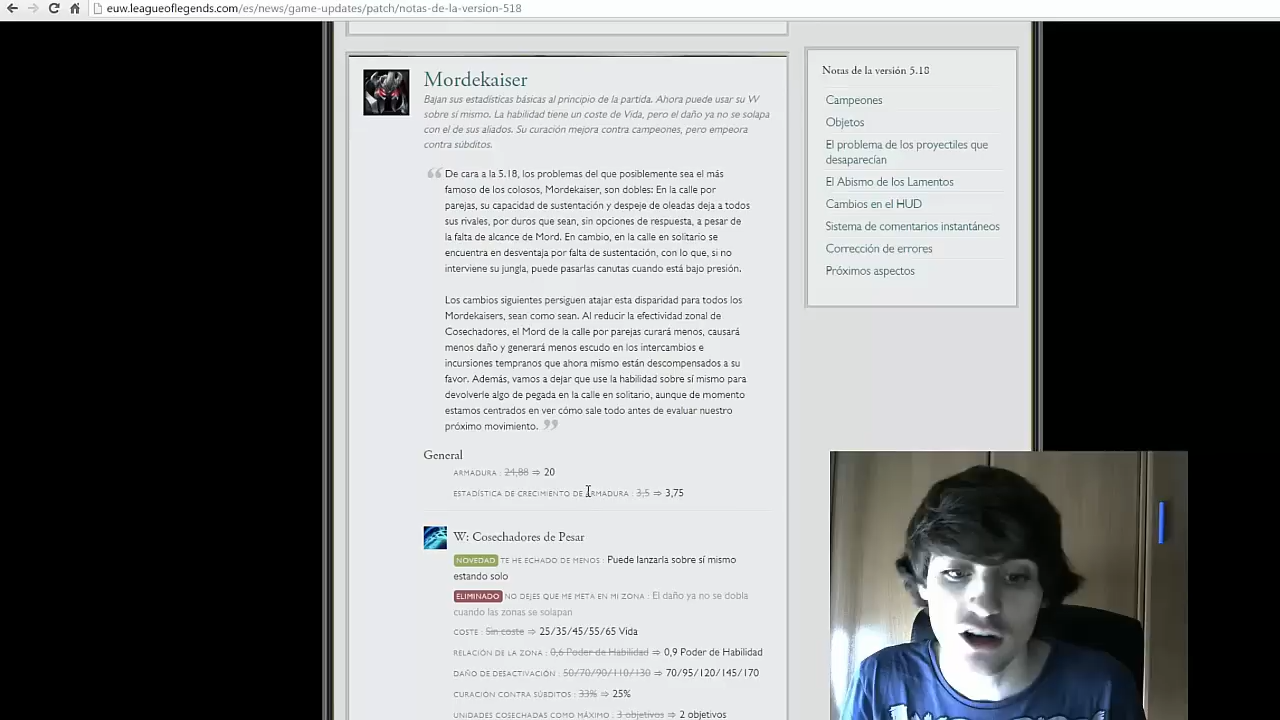 euw.leagueoflegends.com/es/news/game-updates/patch/notas-de-la-version-518
Mordekaiser
Bajan sus estadísticas básicas al principio de la partida. Ahora puede usar su W
sobre sí mismo. La habilidad tiene un coste de Vida, pero el daño ya no se solapa
con el de sus aliados. Su curación mejora contra campeones, pero empeora
contra súbditos.
De cara a la 5.18, los problemas del que posiblemente sea el más
famoso de los colosos, Mordekaiser, son dobles: En la calle por
parejas, su capacidad de sustentación y despeje de oleadas deja a todos
sus rivales, por duros que sean, sin opciones de respuesta, a pesar de
la falta de alcance de Mord. En cambio, en la calle en solitario se
encuentra en desventaja por falta de sustentación, con lo que, si no
interviene su jungla, puede pasarlas canutas cuando está bajo presión.
Los cambios siguientes persiguen atajar esta disparidad para todos los
Mordekaisers, sean como sean. Al reducir la efectividad zonal de
Cosechadores, el Mord de la calle por parejas curará menos, causará
menos daño y generará menos escudo en los intercambios e
incursiones tempranos que ahora mismo están descompensados a su
favor. Además, vamos a dejar que use la habilidad sobre sí mismo para
devolverle algo de pegada en la calle en solitario, aunque de momento
estamos centrados en ver cómo sale todo antes de evaluar nuestro
próximo movimiento.
General
ARMADURA : 24,88 ⇒ 20
ESTADÍSTICA DE CRECIMIENTO DE ARMADURA : 3,5 ⇒ 3,75
W: Cosechadores de Pesar
NOVEDAD TE HE ECHADO DE MENOS : Puede lanzarla sobre sí mismo
estando solo
ELIMINADO NO DEJES QUE ME META EN MI ZONA : El daño ya no se dobla
cuando las zonas se solapan
COSTE : Sin coste ⇒ 25/35/45/55/65 Vida
RELACIÓN DE LA ZONA : 0,6 Poder de Habilidad ⇒ 0,9 Poder de Habilidad
DAÑO DE DESACTIVACIÓN : 50/70/90/110/130 ⇒ 70/95/120/145/170
CURACIÓN CONTRA SÚBDITOS : 33% ⇒ 25%
UNIDADES COSECHADAS COMO MÁXIMO : 3 objetivos ⇒ 2 objetivos
Notas de la versión 5.18
Campeones
Objetos
El problema de los proyectiles que
desaparecían
El Abismo de los Lamentos
Cambios en el HUD
Sistema de comentarios instantáneos
Corrección de errores
Próximos aspectos